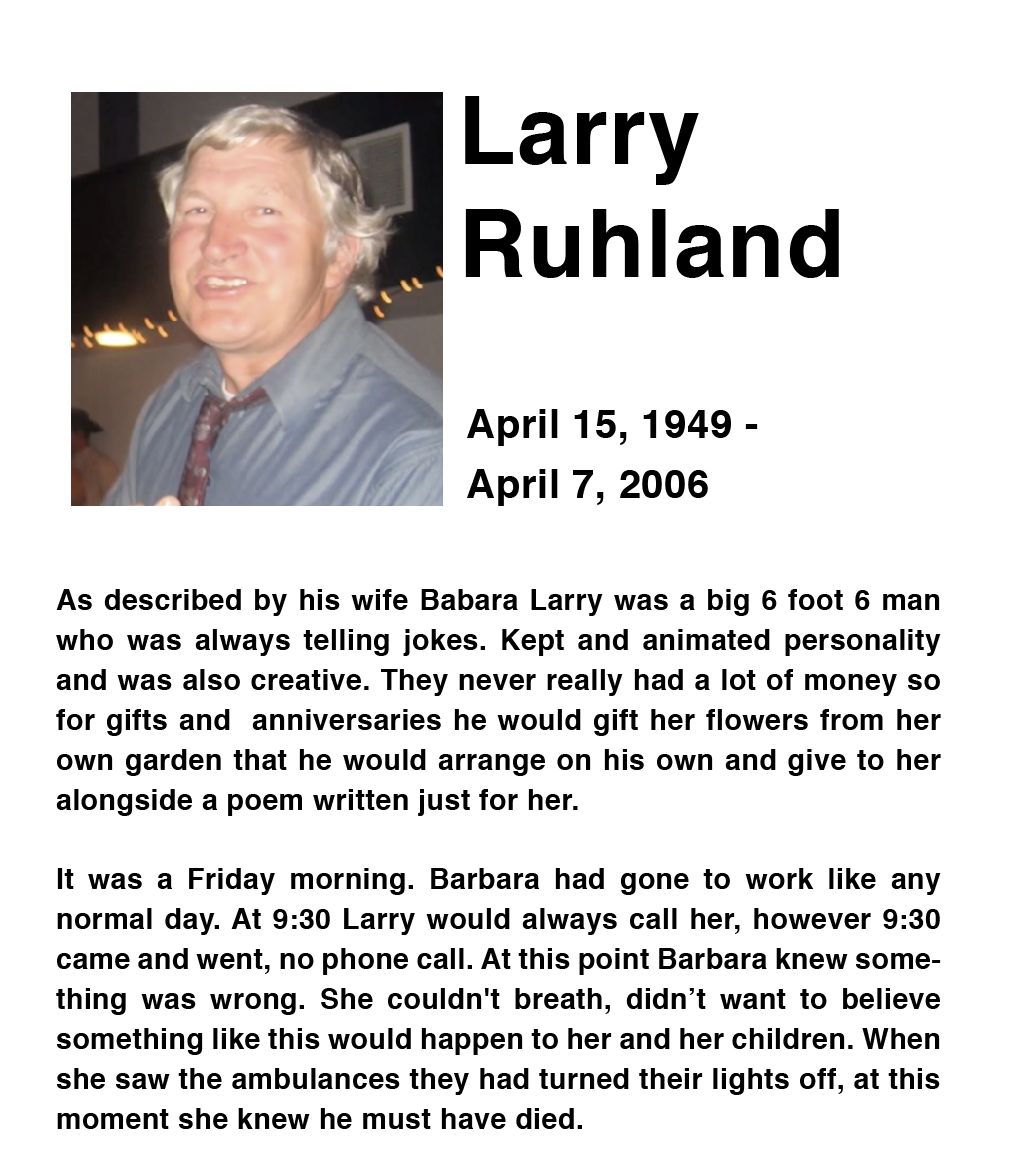 Larry
Ruhland
April 15, 1949 -
April 7, 2006
As described by his wife Babara Larry was a big 6 foot 6 man
who was always telling jokes. Kept and animated personality
and was also creative. They never really had a lot of money so
for gifts and  anniversaries he would gift her flowers from her
own garden that he would arrange on his own and give to her
alongside a poem written just for her.
It was a Friday morning. Barbara had gone to work like any
normal day. At 9:30 Larry would always call her, however 9:30
came and went, no phone call. At this point Barbara knew some-
thing was wrong. She couldn't breath, didn’t want to believe
something like this would happen to her and her children. When
she saw the ambulances they had turned their lights off, at this
moment she knew he must have died.